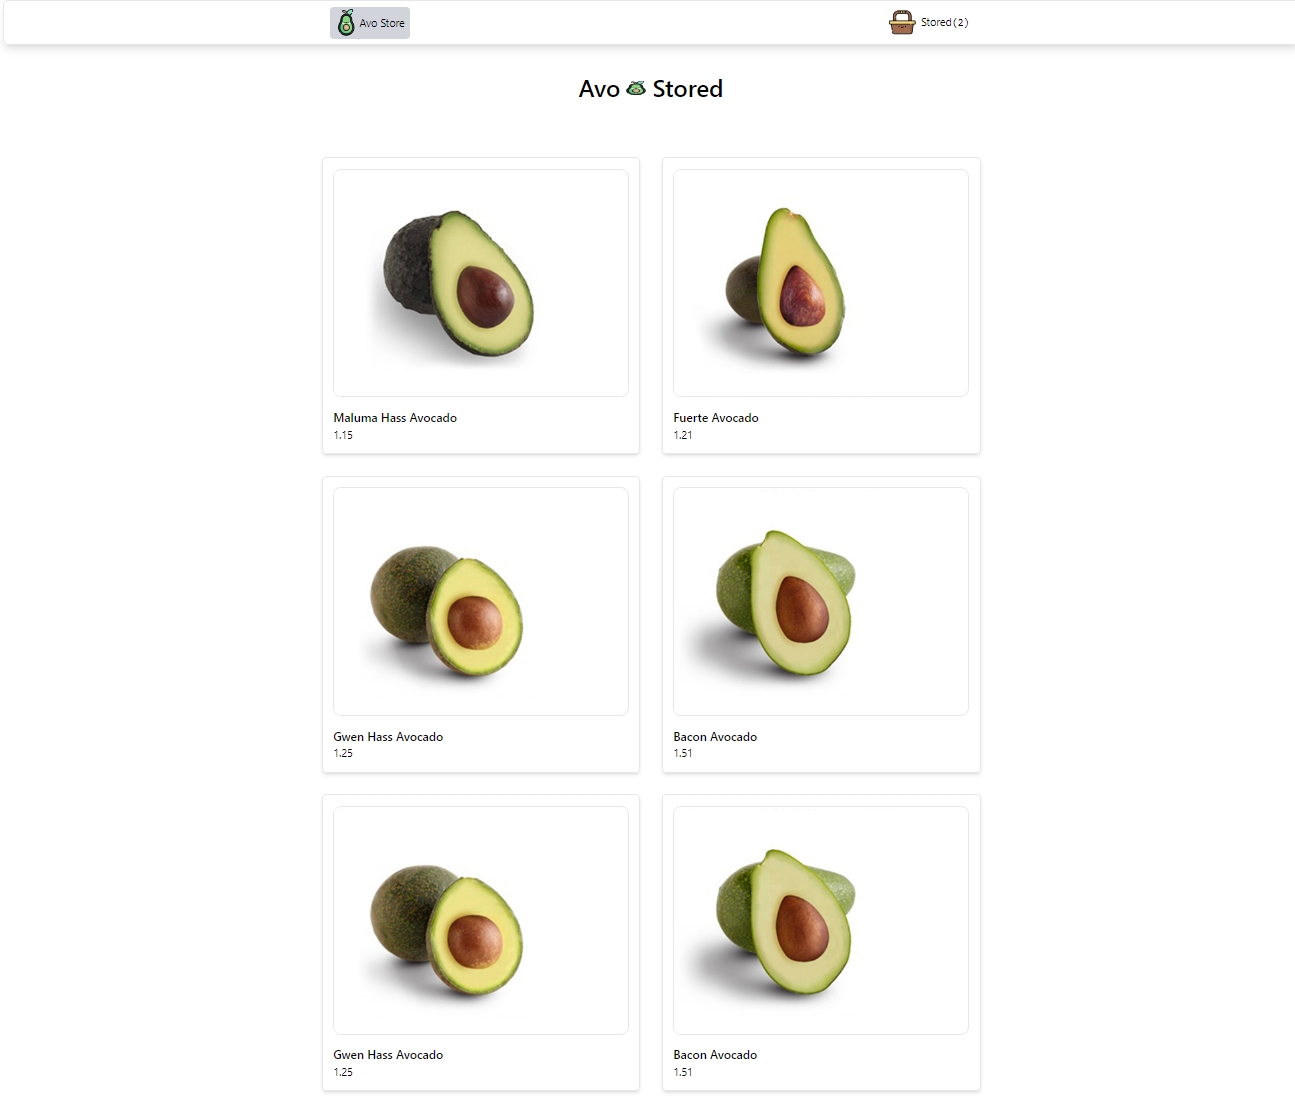 Avo Store
Stored(2)
Avo Stored
Maluma Hass Avocado
1.15
Fuerte Avocado
1.21
Gwen Hass Avocado
1.25
Bacon Avocado
1.51
Gwen Hass Avocado
1.25
Bacon Avocado
1.51